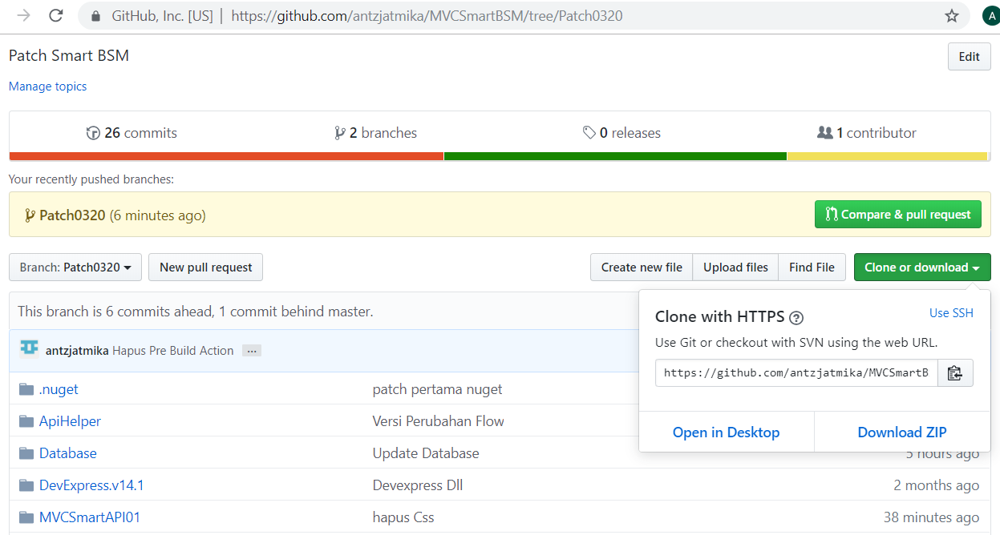 GitHub, Inc. [US] | https://github.com/antzjatmika/MVCSmartBSM/tree/Patch0320
A
Patch Smart BSM
Edit
Manage topics
26 commits
2 branches
0 releases
1 contributor
Your recently pushed branches:
Patch0320 (6 minutes ago)
Compare & pull request
Branch: Patch0320
New pull request
Create new file
Upload files
Find File
Clone or download
This branch is 6 commits ahead, 1 commit behind master.
Clone with HTTPS ?
Use SSH
Use Git or checkout with SVN using the web URL.
https://github.com/antzjatmika/MVCSmartB
Open in Desktop
Download ZIP
antzjatmika Hapus Pre Build Action ...
.nuget patch pertama nuget
ApiHelper Versi Perubahan Flow
Database Update Database 5 hours ago
DevExpress.v14.1 Devexpress Dll 2 months ago
MVCSmartAPI01 hapus Css 38 minutes ago